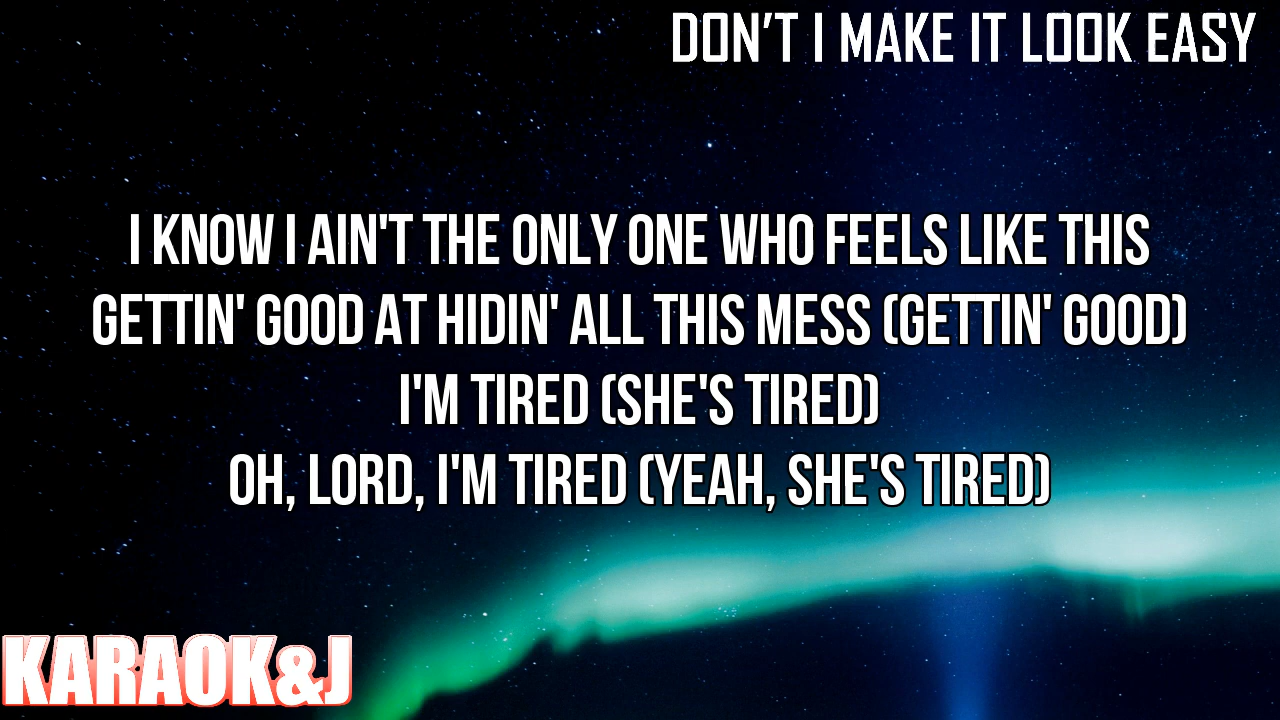 DON'T I MAKE IT LOOK EASY
I KNOW I AIN'T THE ONLY ONE WHO FEELS LIKE THIS
GETTIN' GOOD AT HIDIN' ALL THIS MESS (GETTIN' GOOD)
I'M TIRED (SHE'S TIRED)
OH, LORD, I'M TIRED (YEAH, SHE'S TIRED)
KARAOK&J